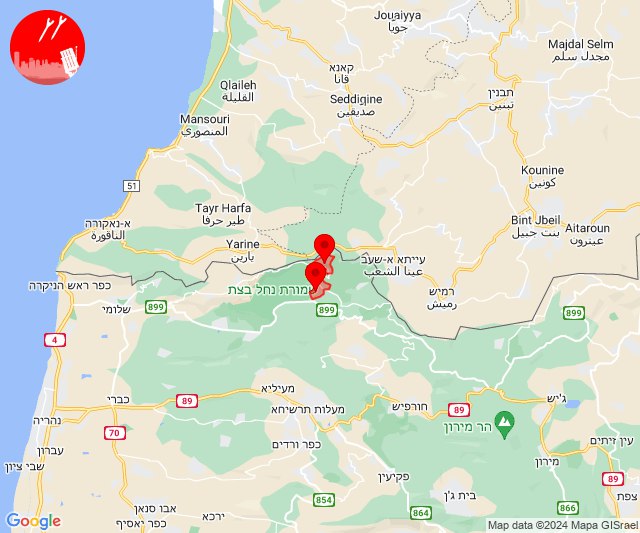 Jouaiyya
جويّا
קאנא
قانا
Majdal Selm
مجدل سلم
Qlaileh
القليلة
Seddiqine
صديقين
תבנין
تبنين
Mansouri
المنصوري
Kounine
كونين
51
Tayr Harfa
طير حرفا
א-נאקורה
الناقورة
Bint Jbeil
بنت جبيل
Aitaroun
عيترون
Yarine
يارين
עייתא א-שעב
عيتا الشعب
כפר ראש הניקרה
שמורת נחל בצת
רמיש
رميش
899
שלומי
899
899
4
מעיליא
ג'יש
89
כברי
מעלות תרשיחא
חורפיש
89
נהריה
70
הר מירון
עין זיתים
כפר ורדים
עברון
מירון
שבי ציון
פקיעין
89
צפת
854
בית ג'ן
אבו סנאן
ירכא
כפר יאסיף
864
866
Google
Map data ©2024 Mapa GISrael